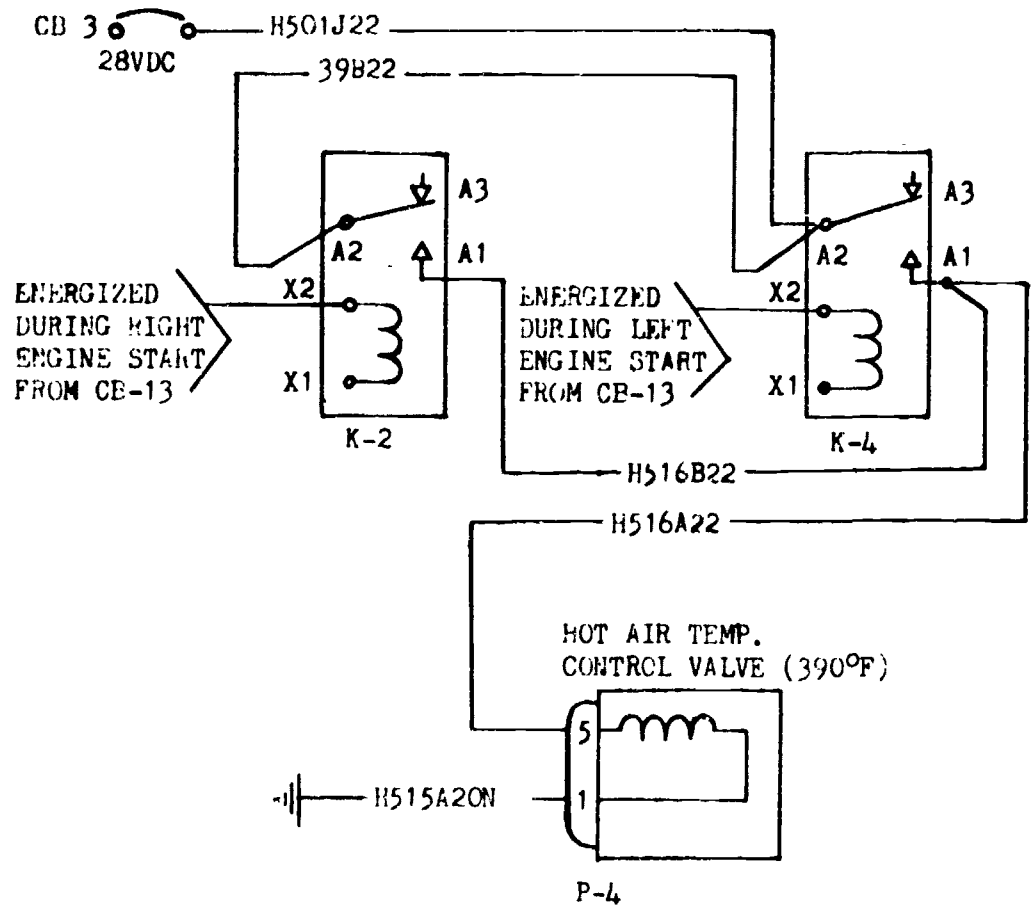 CB 3
H501J22
28VDC
39B22
A3
A2
A1
X2
X1
K-2
ENERGIZED
DURING RIGHT
ENGINE START
FROM CB-13
A3
A2
A1
X2
X1
K-4
ENERGIZED
DURING LEFT
ENGINE START
FROM CB-13
H516B22
H516A22
HOT AIR TEMP.
CONTROL VALVE (390°F)
5
1
H515A20N
P-4